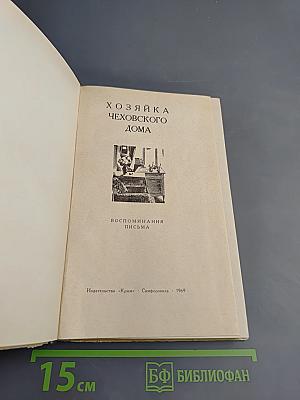 ХОЗЯЙКА
ЧЕХОВСКОГО
ДОМА
ВОСПОМИНАНИЯ
ПИСЬМА
Издательство «Крым» · Симферополь · 1969
15 см
БФ БИБЛИОФАН